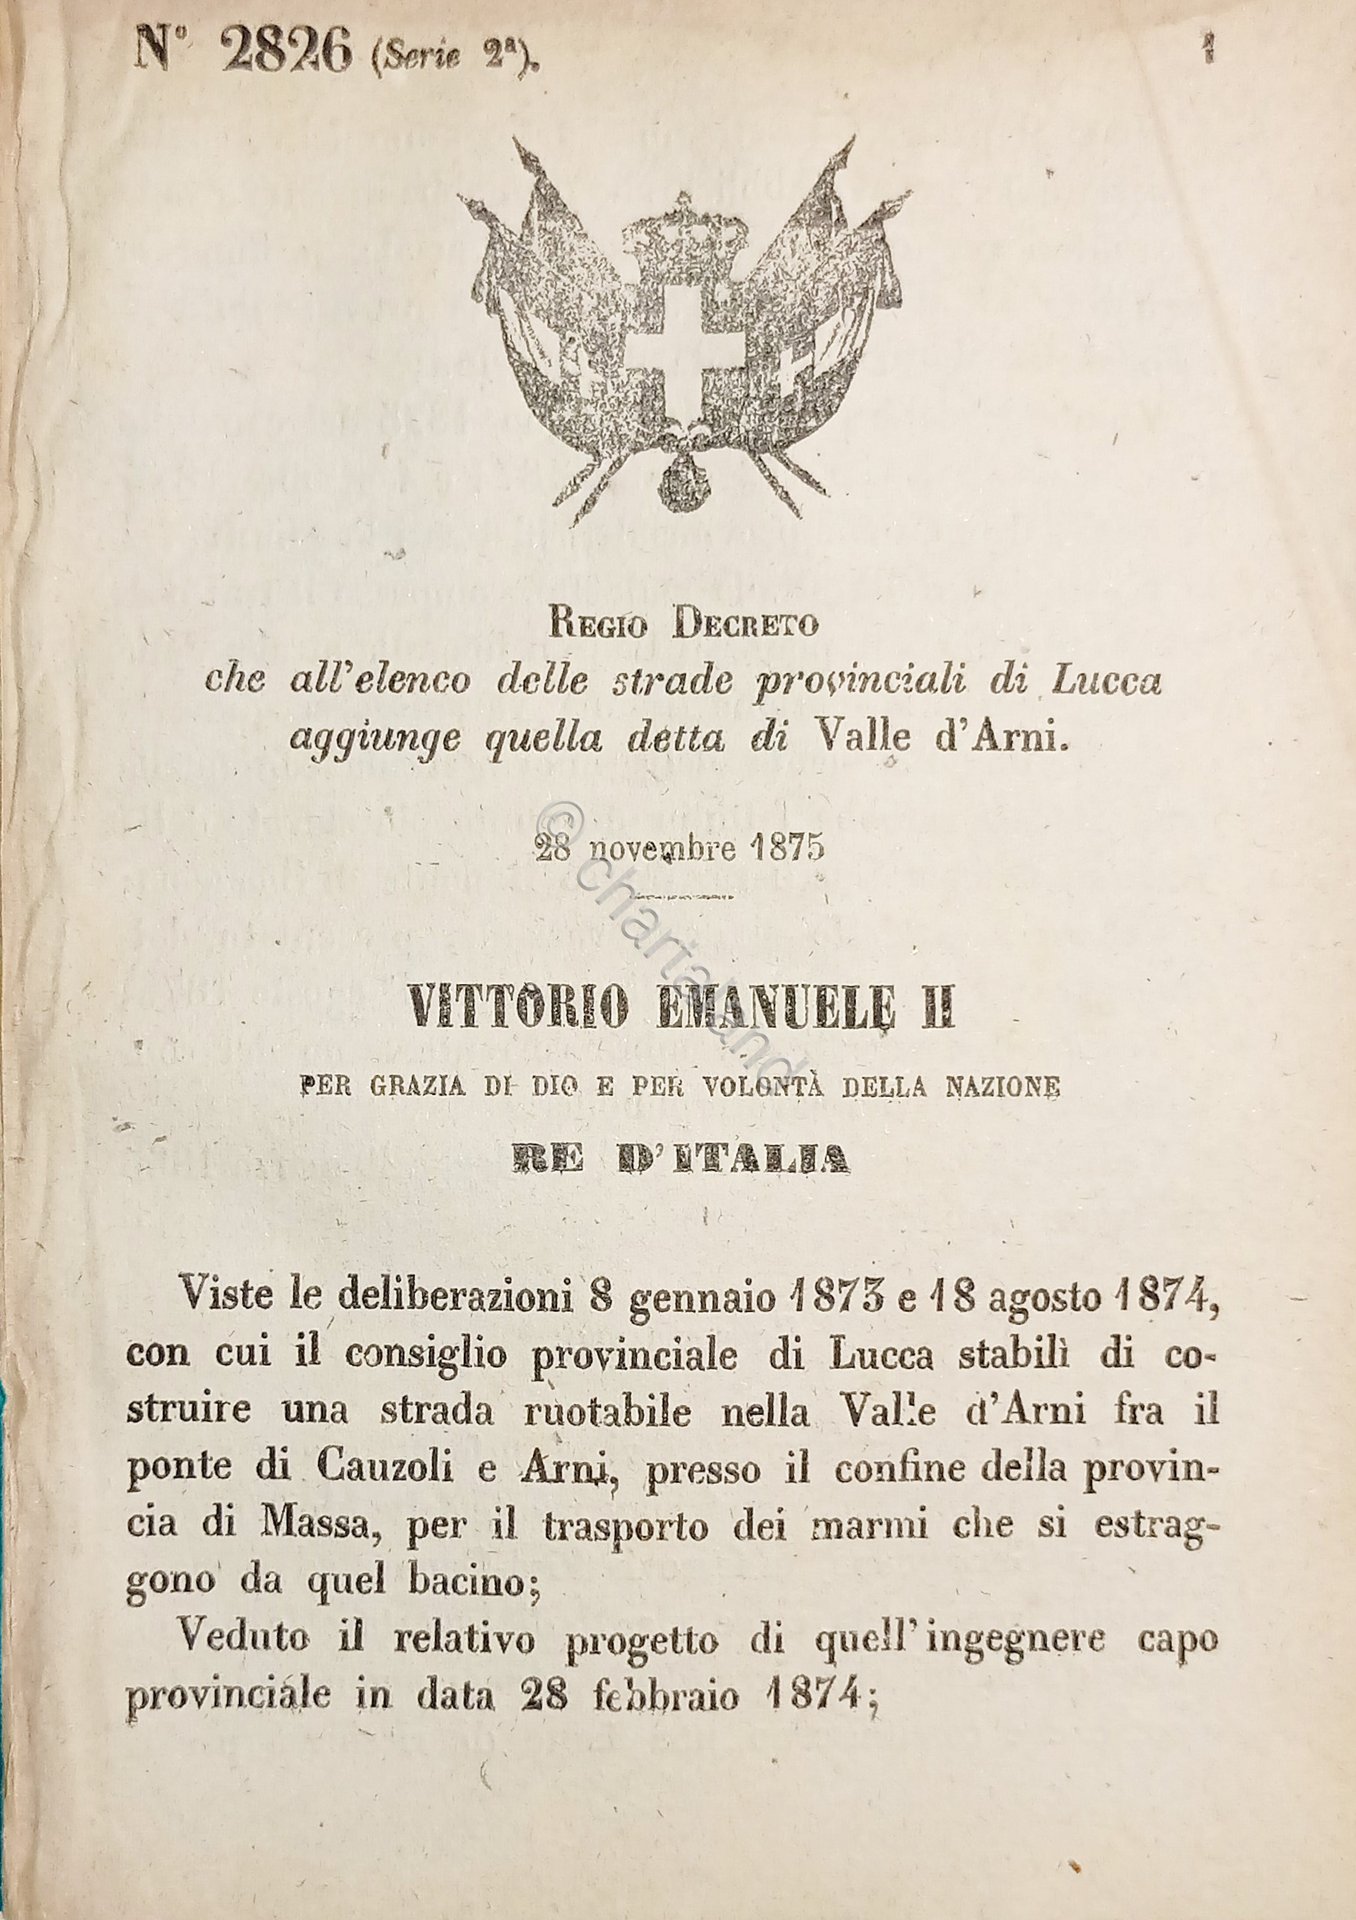 N° 2826 (Serie 2ª). 1
REGIO DECRETO
che all'elenco delle strade provinciali di Lucca
aggiunge quella detta di Valle d'Arni.
28 novembre 1875
© chartaland
VITTORIO EMANUELE II
PER GRAZIA DI DIO E PER VOLONTÀ DELLA NAZIONE
RE D'ITALIA
Viste le deliberazioni 8 gennaio 1873 e 18 agosto 1874,
con cui il consiglio provinciale di Lucca stabilì di co-
struire una strada ruotabile nella Valle d'Arni fra il
ponte di Cauzoli e Arni, presso il confine della provin-
cia di Massa, per il trasporto dei marmi che si estrag-
gono da quel bacino;
Veduto il relativo progetto di quell'ingegnere capo
provinciale in data 28 febbraio 1874;